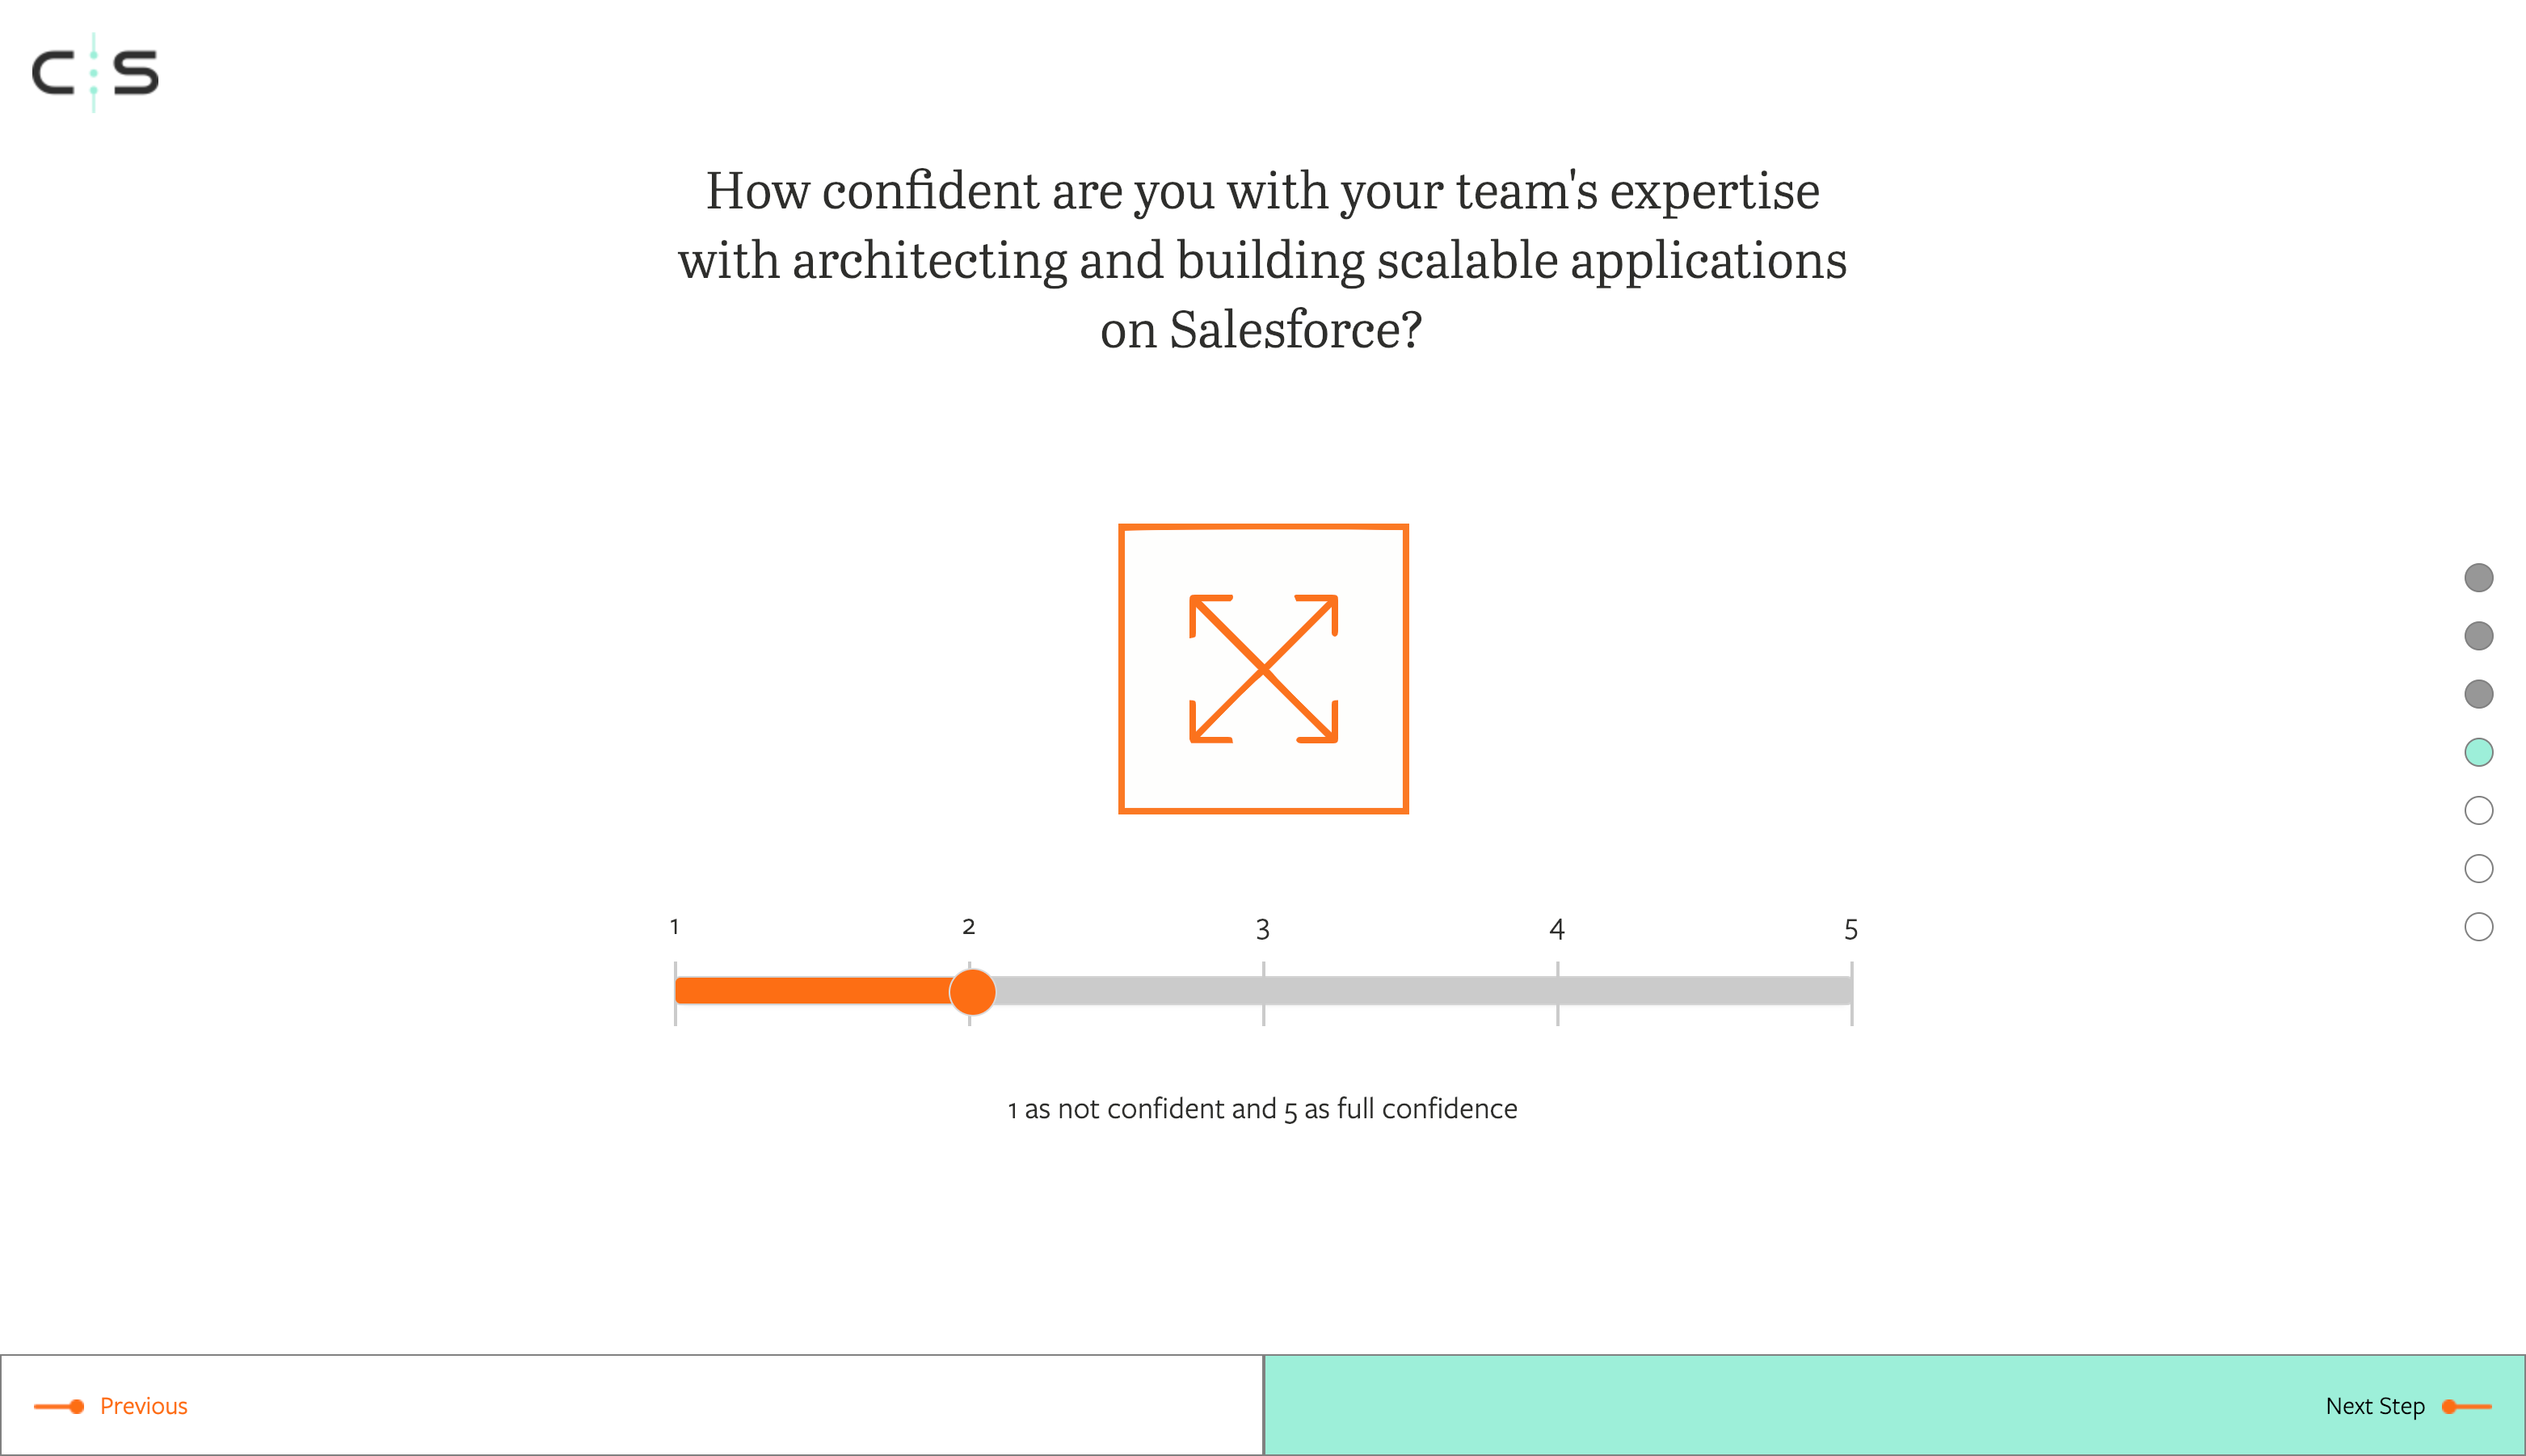 C S
How confident are you with your team's expertise
with architecting and building scalable applications
on Salesforce?
1 2 3 4 5
1 as not confident and 5 as full confidence
Previous
Next Step